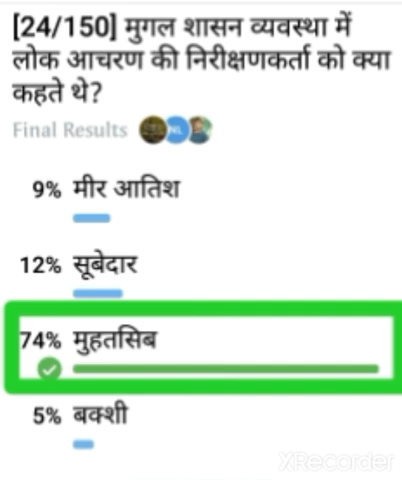 [24/150] मुगल शासन व्यवस्था में
लोक आचरण की निरीक्षणकर्ता को क्या
कहते थे?
Final Results NL
9% मीर आतिश
12% सूबेदार
74% मुहतसिब
5% बक्शी
XRecorder